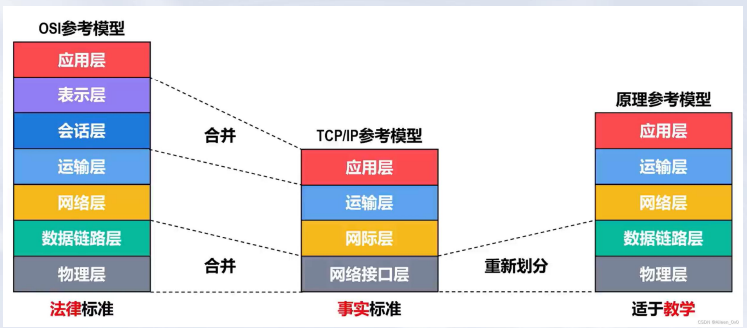 OSI参考模型
应用层
表示层
会话层
运输层
网络层
数据链路层
物理层
法律标准
合并
合并
TCP/IP参考模型
应用层
运输层
网际层
网络接口层
事实标准
重新划分
原理参考模型
应用层
运输层
网络层
数据链路层
物理层
适于教学